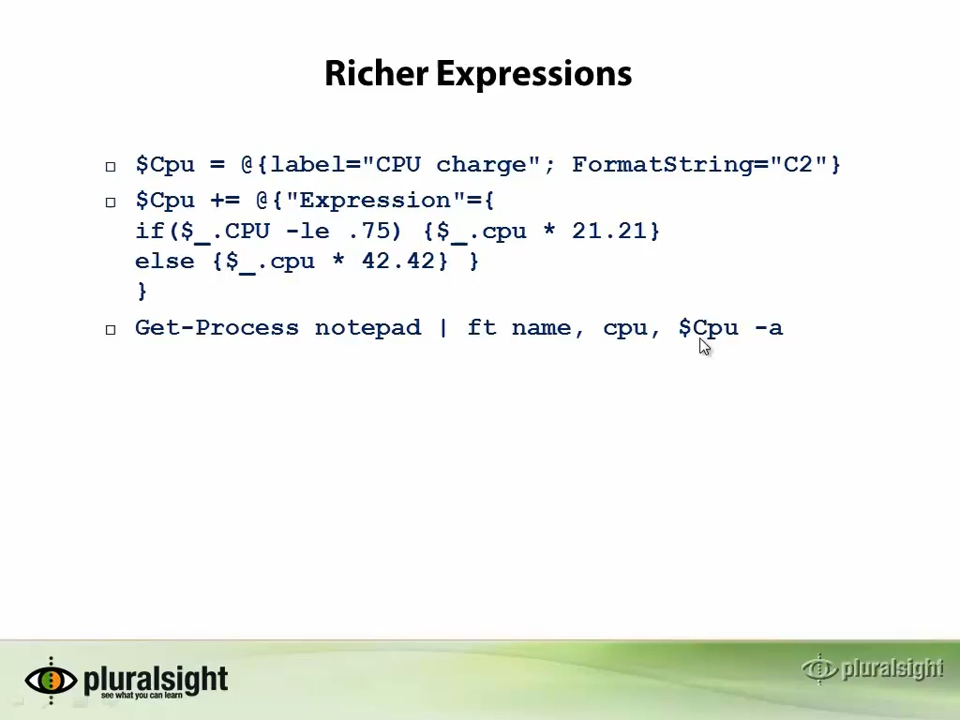 Richer Expressions
$Cpu = @{label="CPU charge"; FormatString="C2"}
$Cpu += @{"Expression"={
if($_.CPU -le .75) {$_.cpu * 21.21}
else {$_.cpu * 42.42} }
}
Get-Process notepad | ft name, cpu, $Cpu -a
pluralsight
see what you can learn
pluralsight